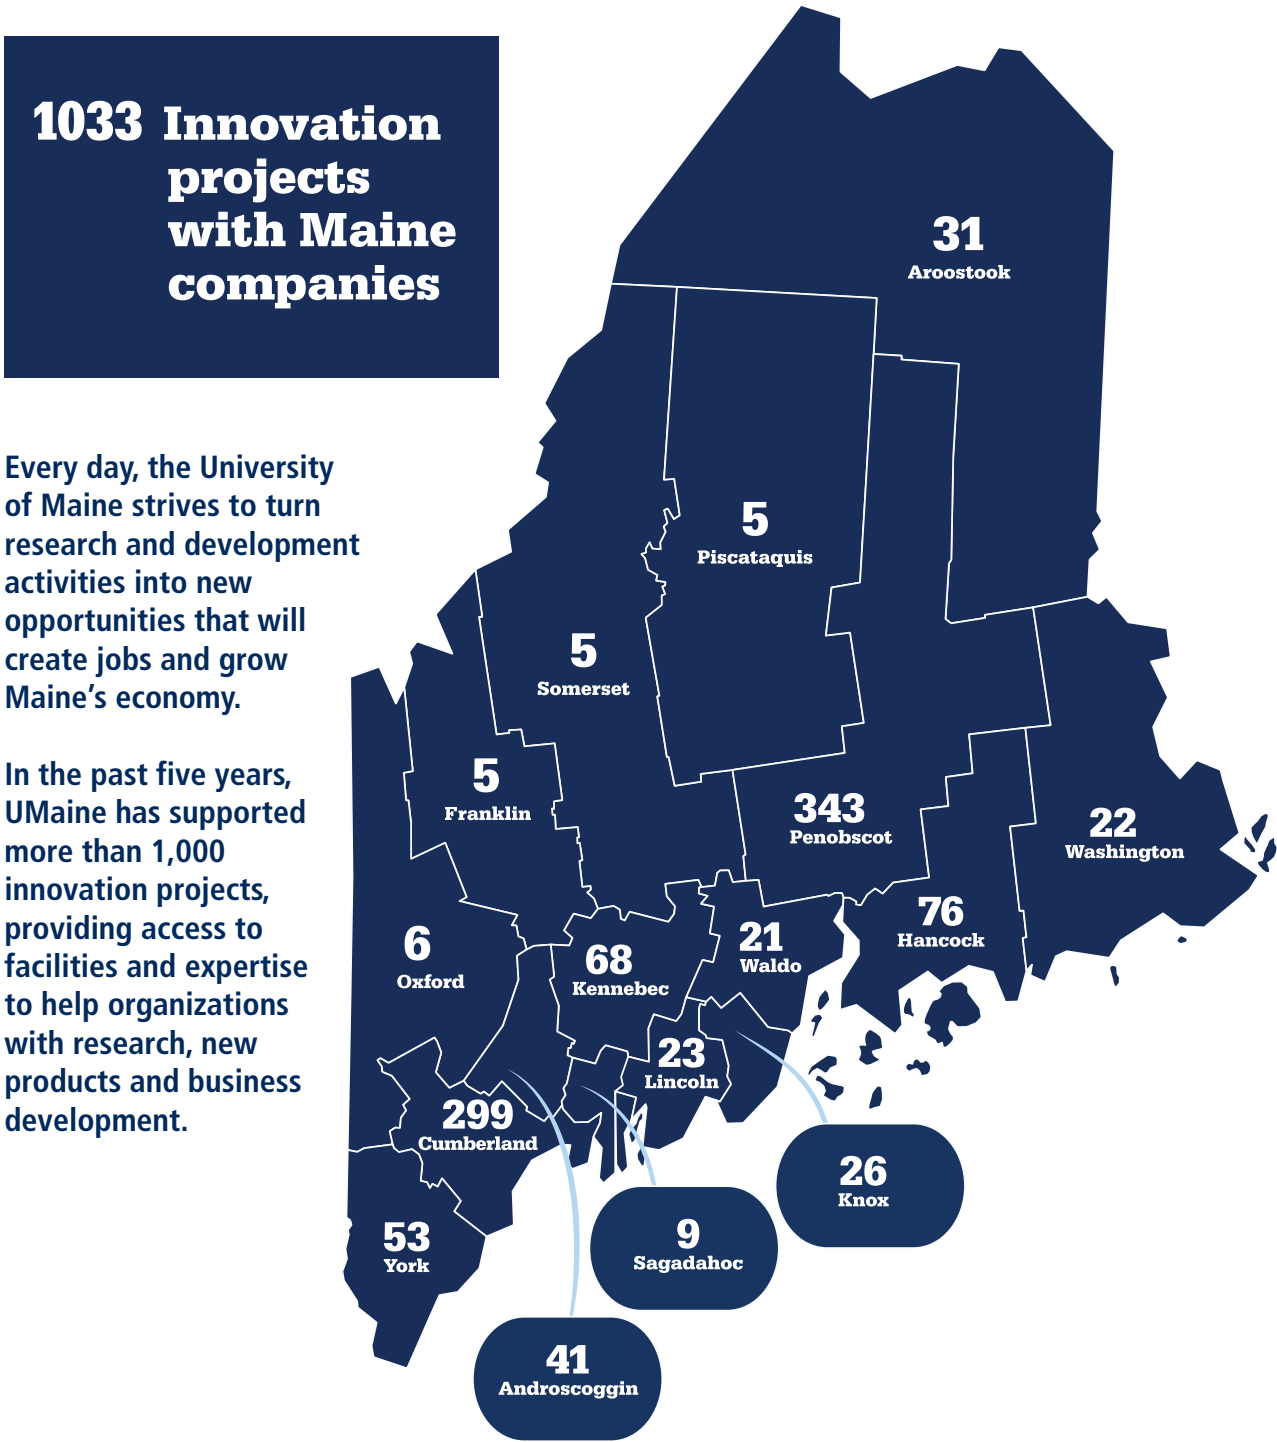 1033 Innovation
projects
with Maine
companies
Every day, the University
of Maine strives to turn
research and development
activities into new
opportunities that will
create jobs and grow
Maine’s economy.
In the past five years,
UMaine has supported
more than 1,000
innovation projects,
providing access to
facilities and expertise
to help organizations
with research, new
products and business
development.
31
Aroostook
5
Piscataquis
5
Somerset
5
Franklin
343
Penobscot
22
Washington
76
Hancock
21
Waldo
6
Oxford
68
Kennebec
23
Lincoln
299
Cumberland
26
Knox
53
York
9
Sagadahoc
41
Androscoggin